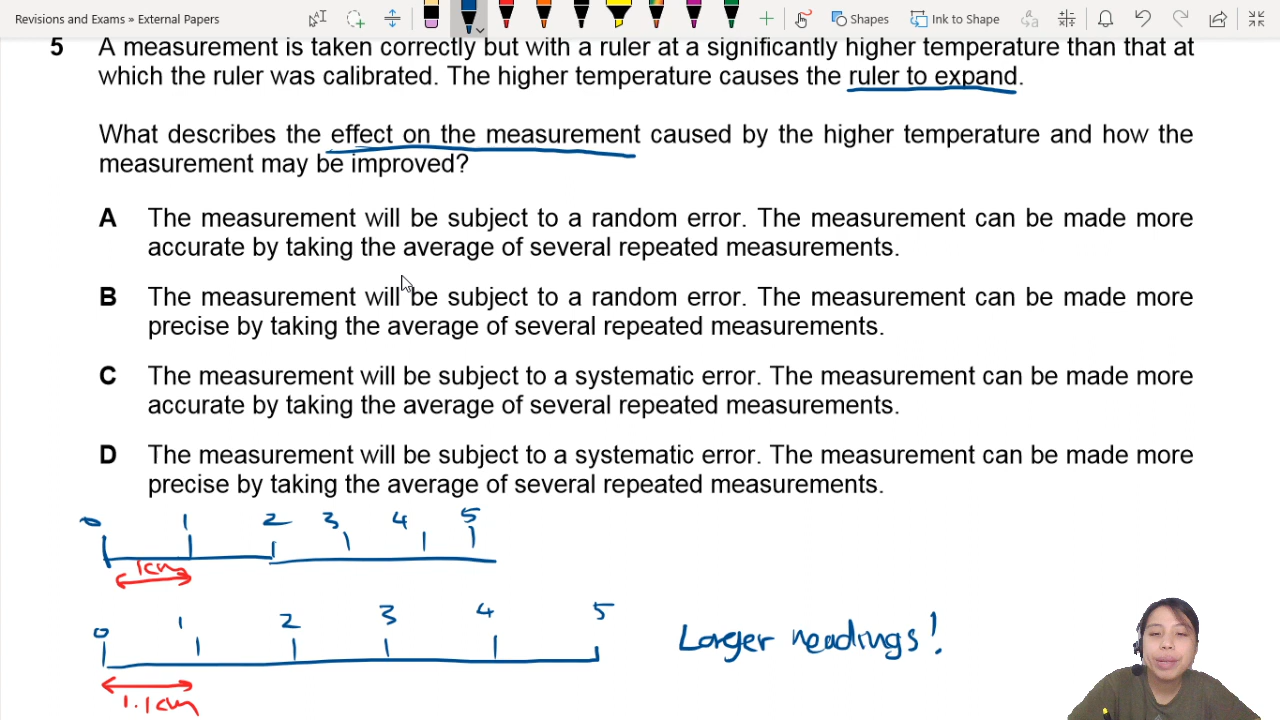 Revisions and Exams » External Papers
Shapes
Ink to Shape
5 A measurement is taken correctly but with a ruler at a significantly higher temperature than that at
which the ruler was calibrated. The higher temperature causes the ruler to expand.
What describes the effect on the measurement caused by the higher temperature and how the
measurement may be improved?
A The measurement will be subject to a random error. The measurement can be made more
accurate by taking the average of several repeated measurements.
B The measurement will be subject to a random error. The measurement can be made more
precise by taking the average of several repeated measurements.
C The measurement will be subject to a systematic error. The measurement can be made more
accurate by taking the average of several repeated measurements.
D The measurement will be subject to a systematic error. The measurement can be made more
precise by taking the average of several repeated measurements.
0 1 2 3 4 5
1cm
0 1 2 3 4 5
Larger readings!
1.1cm